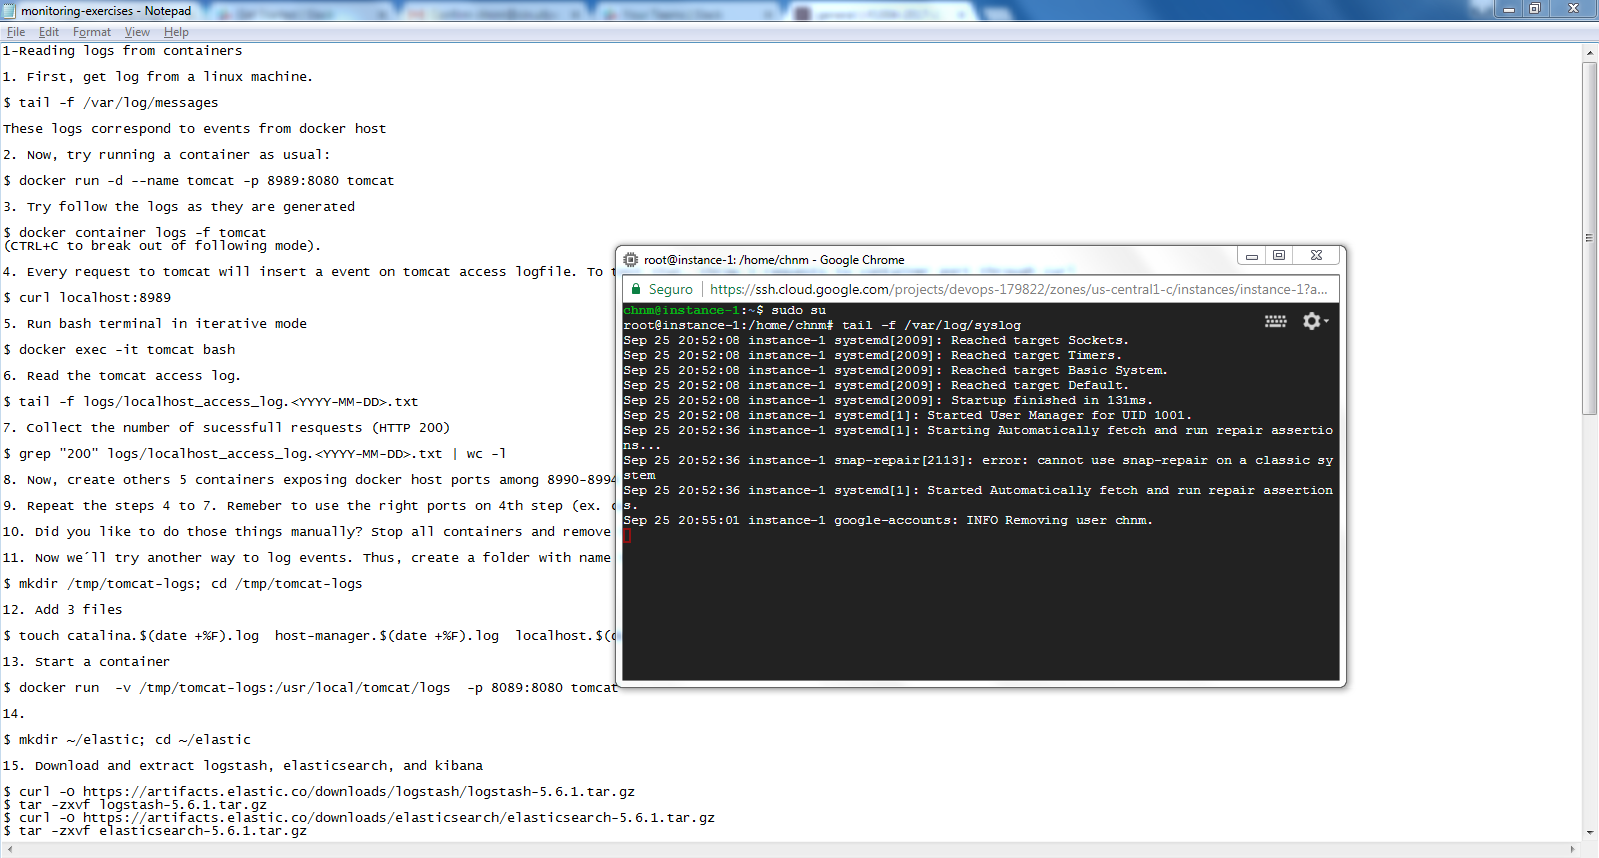 monitoring-exercises - Notepad
File Edit Format View Help
1-Reading logs from containers
1. First, get log from a linux machine.
$ tail -f /var/log/messages
These logs correspond to events from docker host
2. Now, try running a container as usual:
$ docker run -d --name tomcat -p 8989:8080 tomcat
3. Try follow the logs as they are generated
$ docker container logs -f tomcat
(CTRL+C to break out of following mode).
4. Every request to tomcat will insert a event on tomcat access logfile. To
$ curl localhost:8989
5. Run bash terminal in iterative mode
$ docker exec -it tomcat bash
6. Read the tomcat access log.
$ tail -f logs/localhost_access_log.<YYYY-MM-DD>.txt
7. Collect the number of sucessfull resquests (HTTP 200)
$ grep "200" logs/localhost_access_log.<YYYY-MM-DD>.txt | wc -l
8. Now, create others 5 containers exposing docker host ports among 8990-8994
9. Repeat the steps 4 to 7. Remeber to use the right ports on 4th step (ex.
10. Did you like to do those things manually? Stop all containers and remove
11. Now we´ll try another way to log events. Thus, create a folder with name
$ mkdir /tmp/tomcat-logs; cd /tmp/tomcat-logs
12. Add 3 files
$ touch catalina.$(date +%F).log  host-manager.$(date +%F).log  localhost.$(
13. Start a container
$ docker run  -v /tmp/tomcat-logs:/usr/local/tomcat/logs  -p 8089:8080 tomcat
14.
$ mkdir ~/elastic; cd ~/elastic
15. Download and extract logstash, elasticsearch, and kibana
$ curl -O https://artifacts.elastic.co/downloads/logstash/logstash-5.6.1.tar.gz
$ tar -zxvf logstash-5.6.1.tar.gz
$ curl -O https://artifacts.elastic.co/downloads/elasticsearch/elasticsearch-5.6.1.tar.gz
$ tar -zxvf elasticsearch-5.6.1.tar.gz
root@instance-1: /home/chnm - Google Chrome
Seguro | https://ssh.cloud.google.com/projects/devops-179822/zones/us-central1-c/instances/instance-1?a...
chnm@instance-1:~$ sudo su
root@instance-1:/home/chnm# tail -f /var/log/syslog
Sep 25 20:52:08 instance-1 systemd[2009]: Reached target Sockets.
Sep 25 20:52:08 instance-1 systemd[2009]: Reached target Timers.
Sep 25 20:52:08 instance-1 systemd[2009]: Reached target Basic System.
Sep 25 20:52:08 instance-1 systemd[2009]: Reached target Default.
Sep 25 20:52:08 instance-1 systemd[2009]: Startup finished in 131ms.
Sep 25 20:52:08 instance-1 systemd[1]: Started User Manager for UID 1001.
Sep 25 20:52:36 instance-1 systemd[1]: Starting Automatically fetch and run repair assertio
ns...
Sep 25 20:52:36 instance-1 snap-repair[2113]: error: cannot use snap-repair on a classic sy
stem
Sep 25 20:52:36 instance-1 systemd[1]: Started Automatically fetch and run repair assertion
s.
Sep 25 20:55:01 instance-1 google-accounts: INFO Removing user chnm.